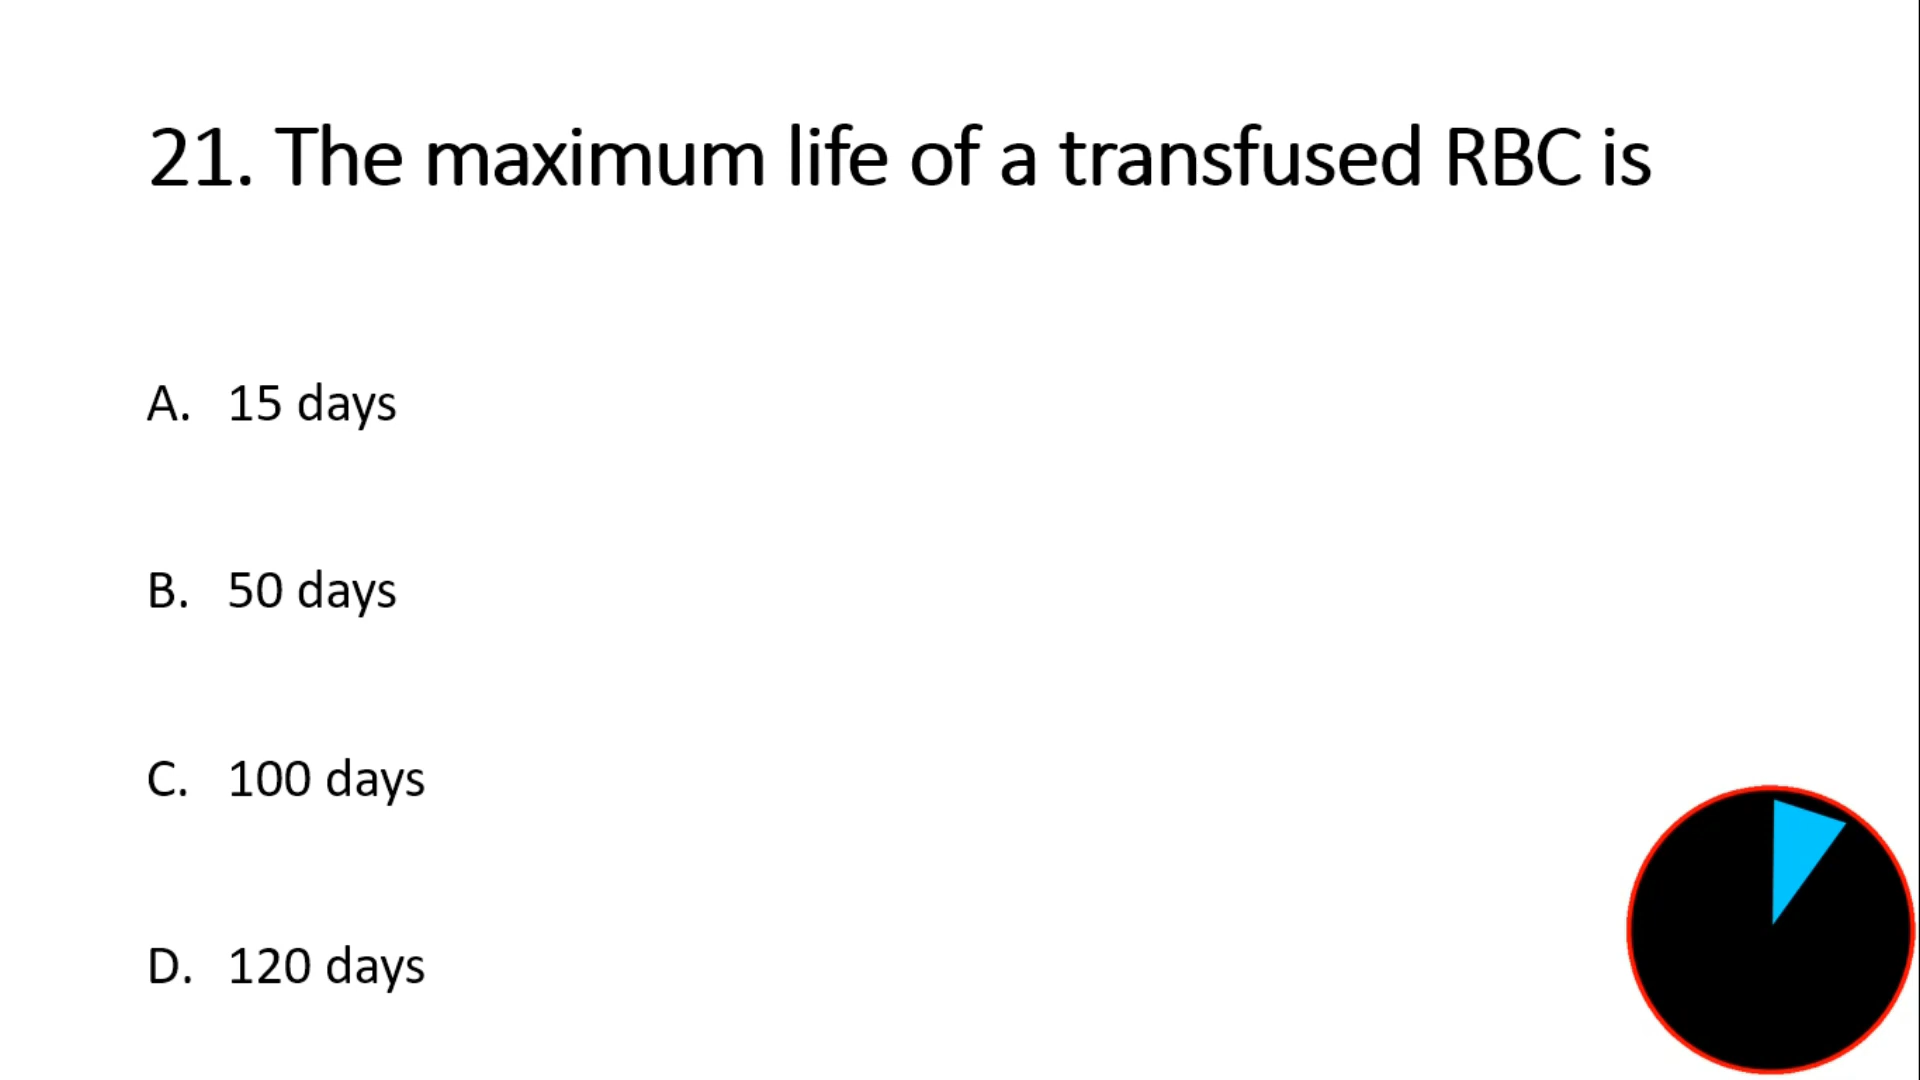 21. The maximum life of a transfused RBC is
A. 15 days
B. 50 days
C. 100 days
D. 120 days